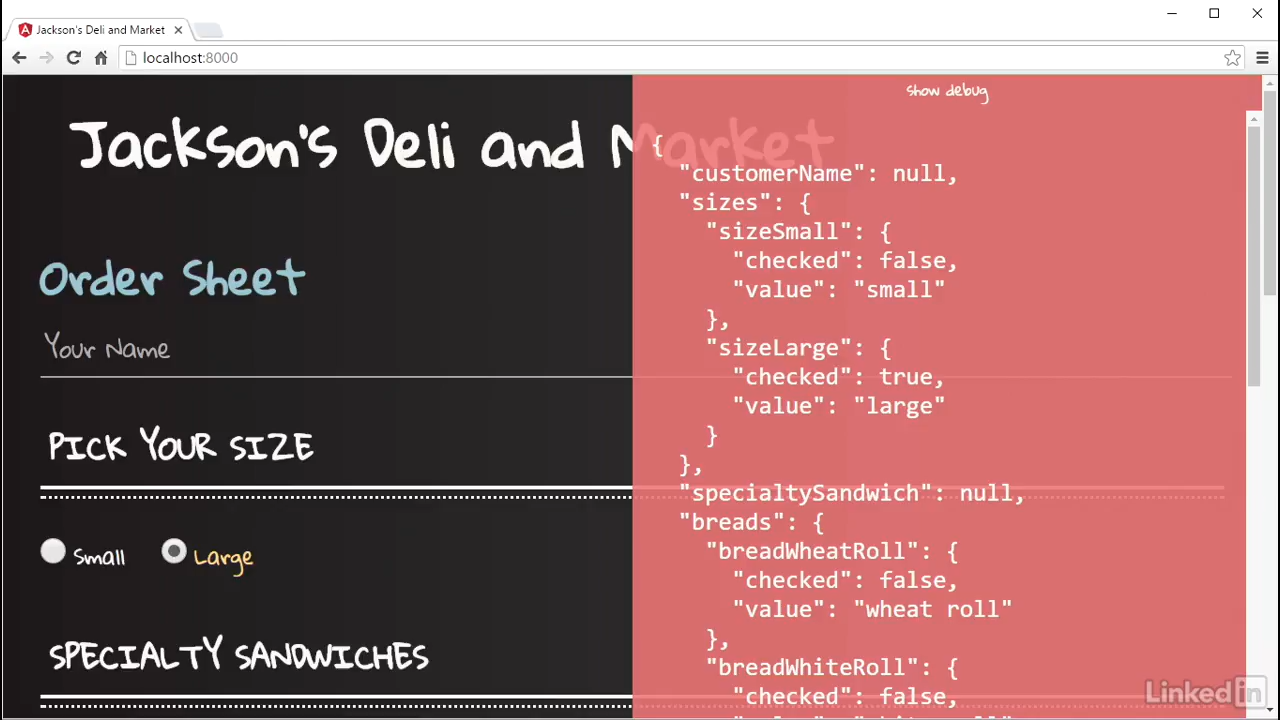 Jackson's Deli and Market
localhost:8000
show debug
Jackson's Deli and Market
{
"customerName": null,
"sizes": {
"sizeSmall": {
"checked": false,
"value": "small"
},
"sizeLarge": {
"checked": true,
"value": "large"
}
},
"specialtySandwich": null,
"breads": {
"breadWheatRoll": {
"checked": false,
"value": "wheat roll"
},
"breadWhiteRoll": {
"checked": false,
Order Sheet
Your Name
PICK YOUR SIZE
Small
Large
SPECIALTY SANDWICHES
LinkedIn